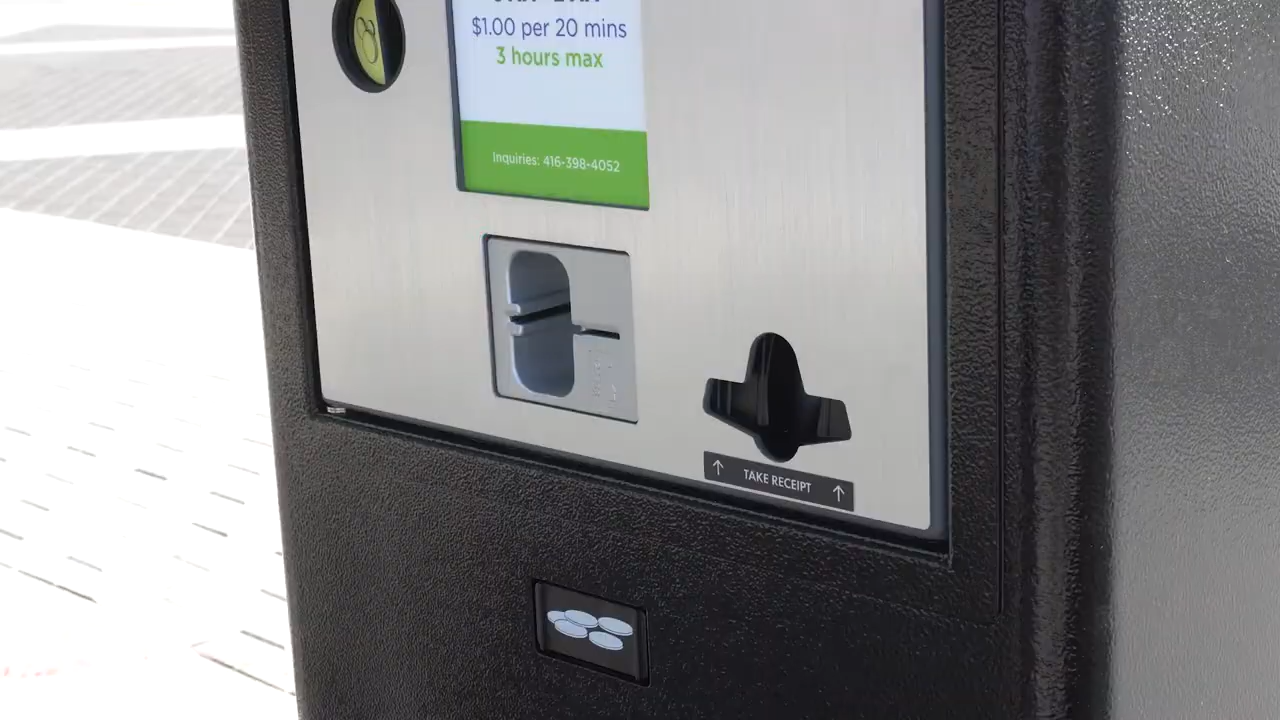 $1.00 per 20 mins
3 hours max
Inquiries: 416-398-4052
TAKE RECEIPT